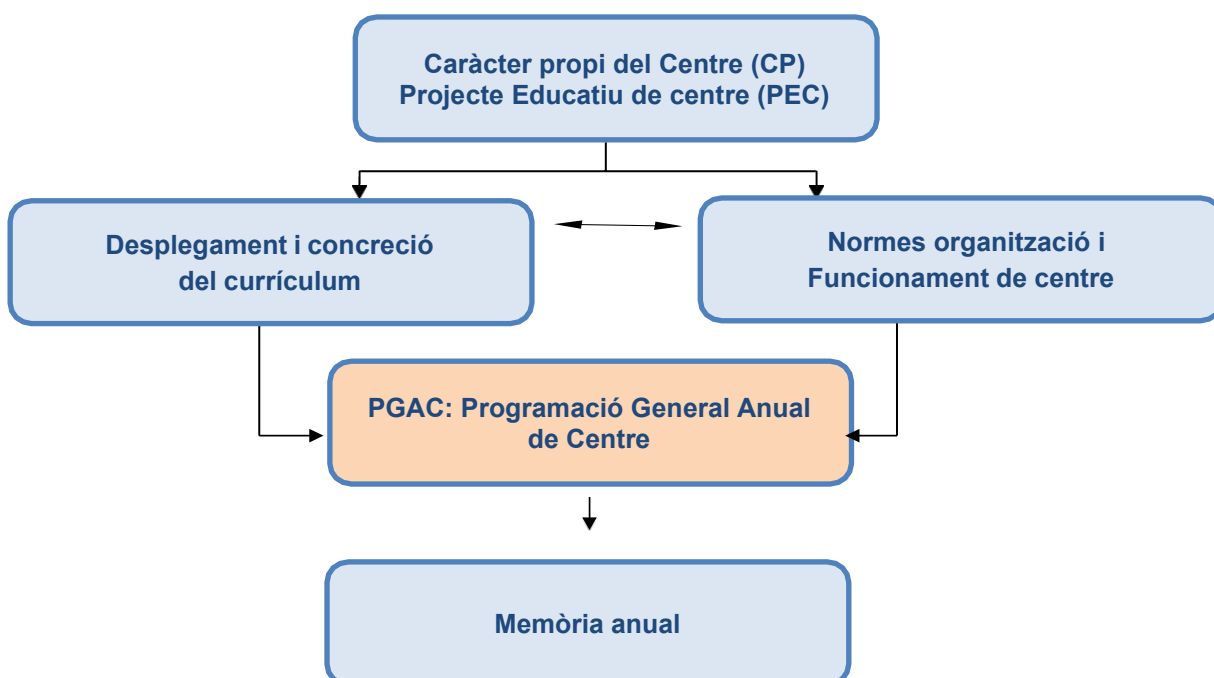 Caràcter propi del Centre (CP)
Projecte Educatiu de centre (PEC)
Desplegament i concreció
del currículum
Normes organització i
Funcionament de centre
PGAC: Programació General Anual
de Centre
Memòria anual